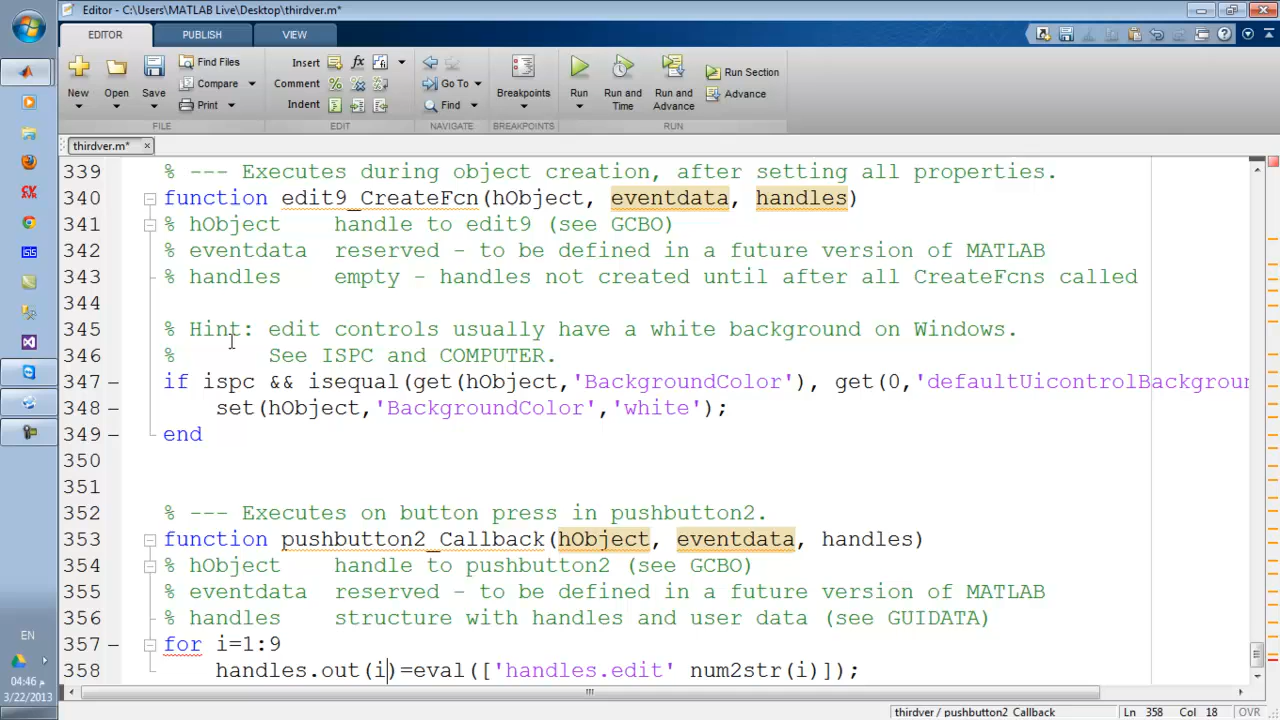 Editor - C:\Users\MATLAB Live\Desktop\thirdver.m*
EDITOR PUBLISH VIEW
New Open Save Find Files Compare Print
Insert fx Comment Indent
Go To Find
Breakpoints
Run Run and Time Run and Advance Run Section Advance
FILE EDIT NAVIGATE BREAKPOINTS RUN
thirdver.m*
339 % --- Executes during object creation, after setting all properties.
340 function edit9_CreateFcn(hObject, eventdata, handles)
341 % hObject    handle to edit9 (see GCBO)
342 % eventdata  reserved - to be defined in a future version of MATLAB
343 % handles    empty - handles not created until after all CreateFcns called
344
345 % Hint: edit controls usually have a white background on Windows.
346 %       See ISPC and COMPUTER.
347 if ispc && isequal(get(hObject,'BackgroundColor'), get(0,'defaultUicontrolBackgroun
348     set(hObject,'BackgroundColor','white');
349 end
350
351
352 % --- Executes on button press in pushbutton2.
353 function pushbutton2_Callback(hObject, eventdata, handles)
354 % hObject    handle to pushbutton2 (see GCBO)
355 % eventdata  reserved - to be defined in a future version of MATLAB
356 % handles    structure with handles and user data (see GUIDATA)
357 for i=1:9
358     handles.out(i)=eval(['handles.edit' num2str(i)]);
CV AVR
ISIS
EN
04:46 م
3/22/2013
thirdver / pushbutton2_Callback Ln 358 Col 18 OVR